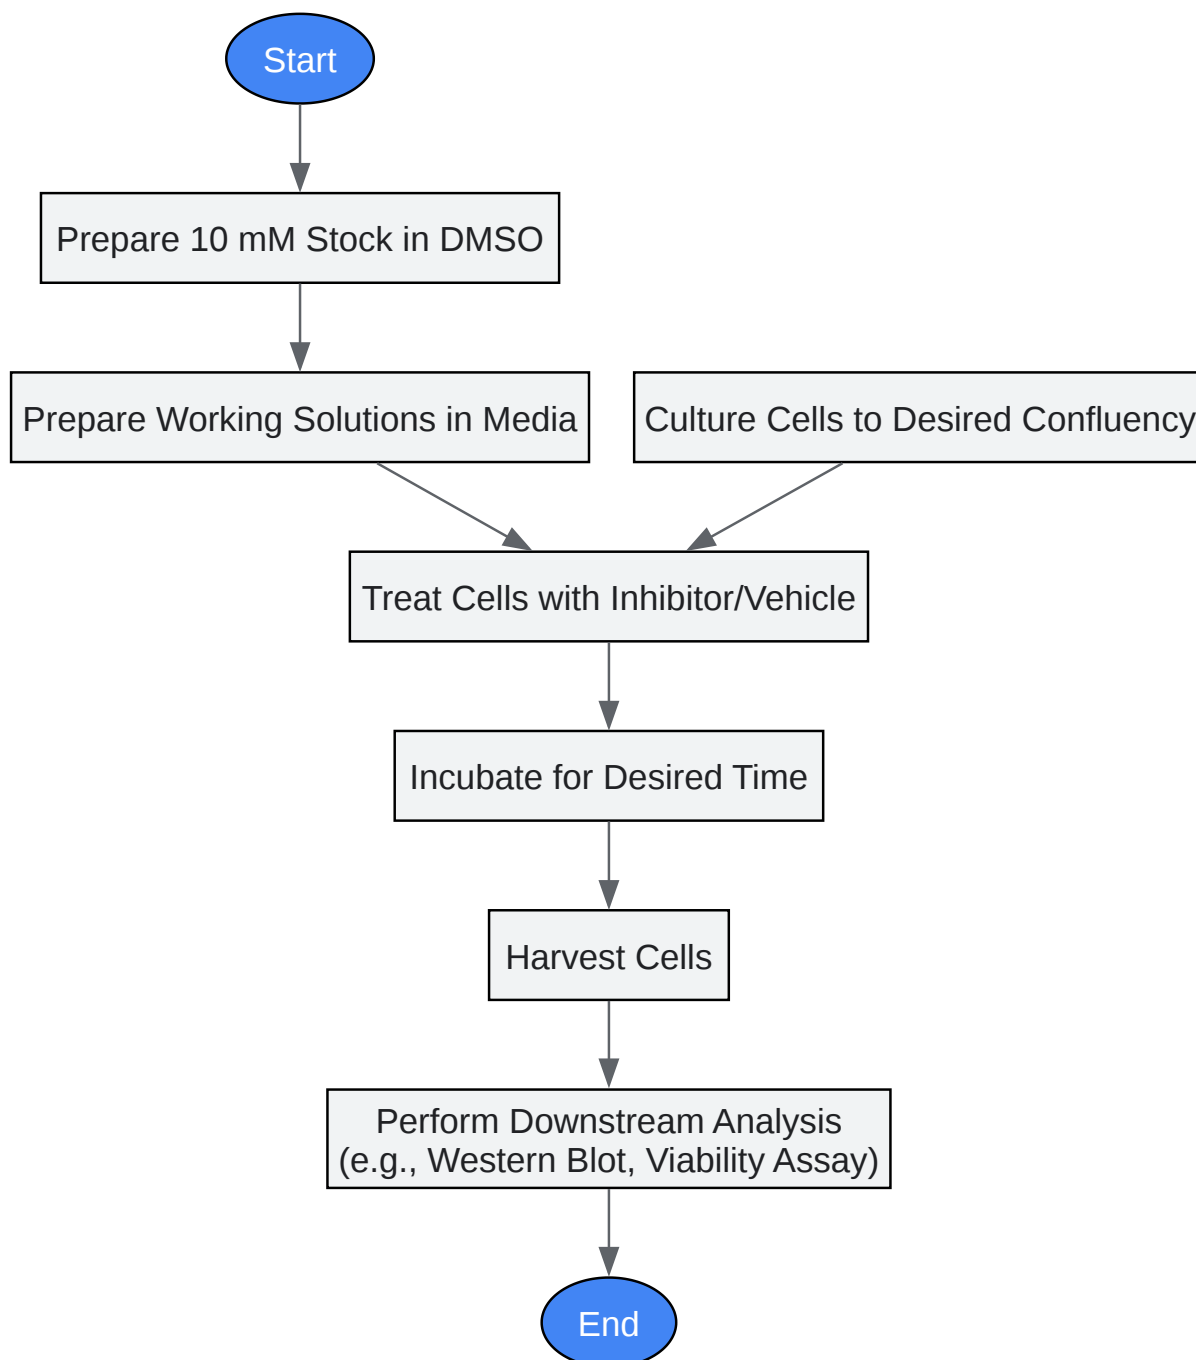 Start
Prepare 10 mM Stock in DMSO
Prepare Working Solutions in Media
Culture Cells to Desired Confluency
Treat Cells with Inhibitor/Vehicle
Incubate for Desired Time
Harvest Cells
Perform Downstream Analysis
(e.g., Western Blot, Viability Assay)
End